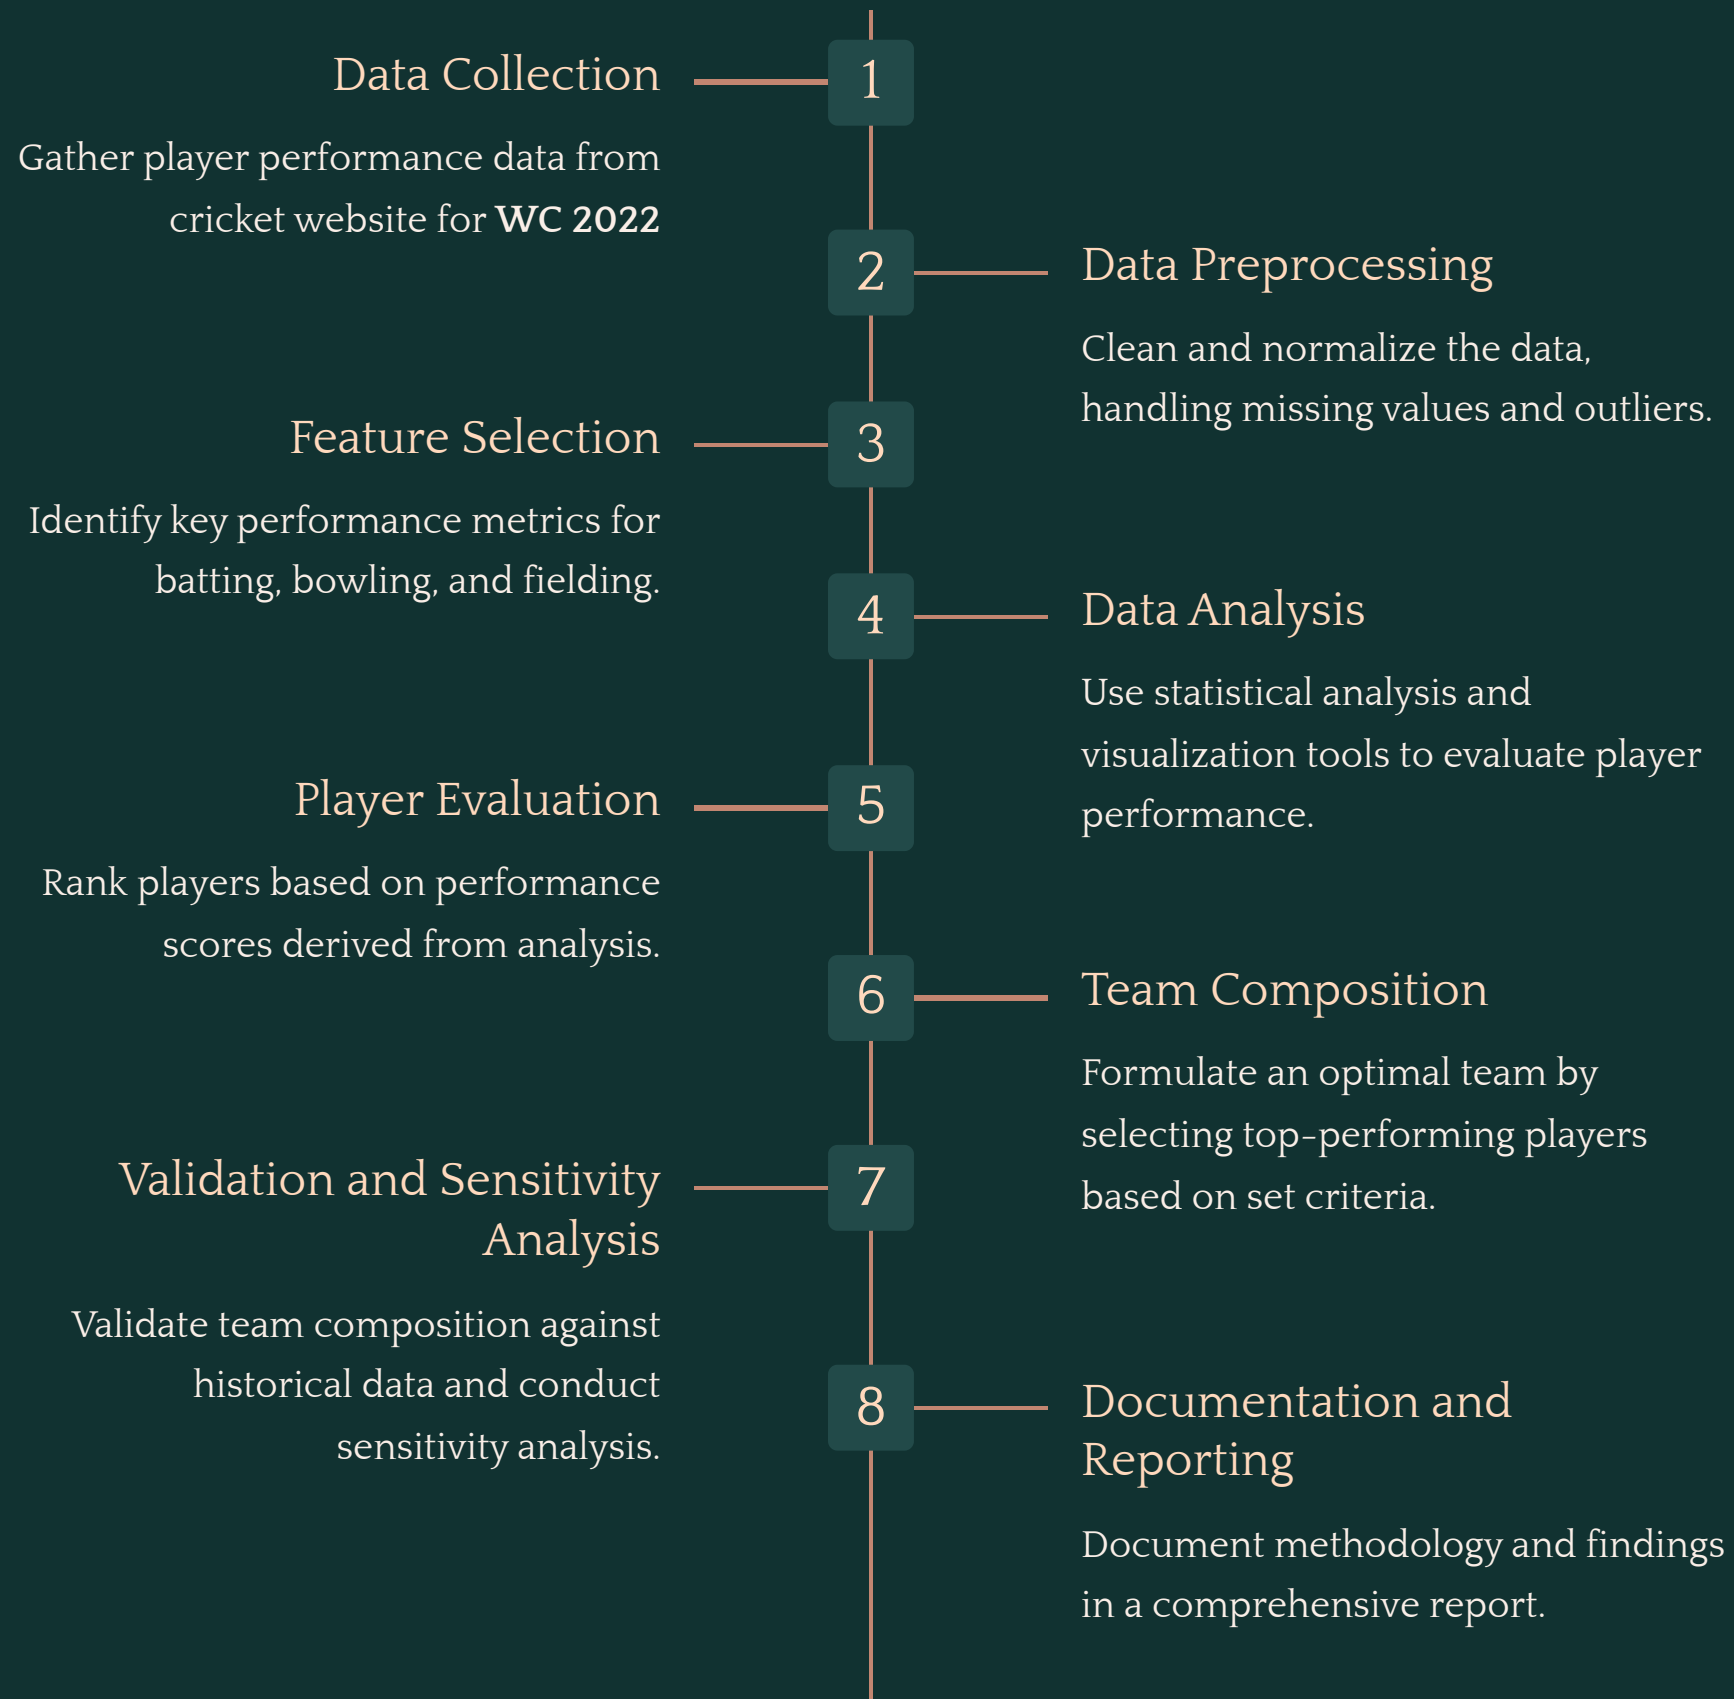 1
Data Collection
Gather player performance data from
cricket website for WC 2022
2
Data Preprocessing
Clean and normalize the data,
handling missing values and outliers.
3
Feature Selection
Identify key performance metrics for
batting, bowling, and fielding.
4
Data Analysis
Use statistical analysis and
visualization tools to evaluate player
performance.
5
Player Evaluation
Rank players based on performance
scores derived from analysis.
6
Team Composition
Formulate an optimal team by
selecting top-performing players
based on set criteria.
7
Validation and Sensitivity
Analysis
Validate team composition against
historical data and conduct
sensitivity analysis.
8
Documentation and
Reporting
Document methodology and findings
in a comprehensive report.